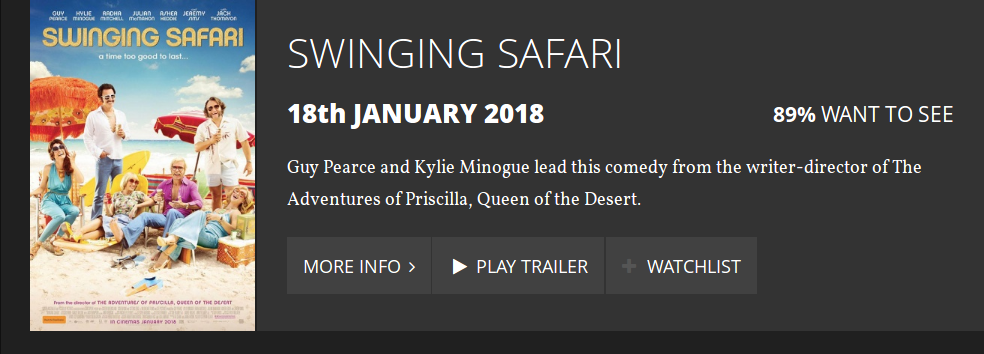 GUY PEARCE KYLIE MINOGUE RADHA MITCHELL JULIAN McMAHON ASHER KEDDIE JEREMY SIMS JACK THOMPSON
SWINGING SAFARI
a time too good to last...
From the director of THE ADVENTURES OF PRISCILLA, QUEEN OF THE DESERT
IN CINEMAS JANUARY 2018
SWINGING SAFARI
18th JANUARY 2018
89% WANT TO SEE
Guy Pearce and Kylie Minogue lead this comedy from the writer-director of The
Adventures of Priscilla, Queen of the Desert.
MORE INFO
PLAY TRAILER
WATCHLIST